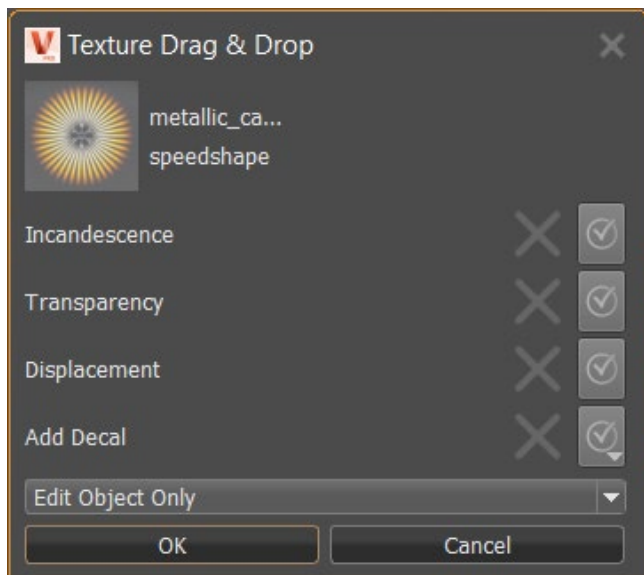 Texture Drag & Drop
metallic_ca...
speedshape
Incandescence
Transparency
Displacement
Add Decal
Edit Object Only
OK Cancel